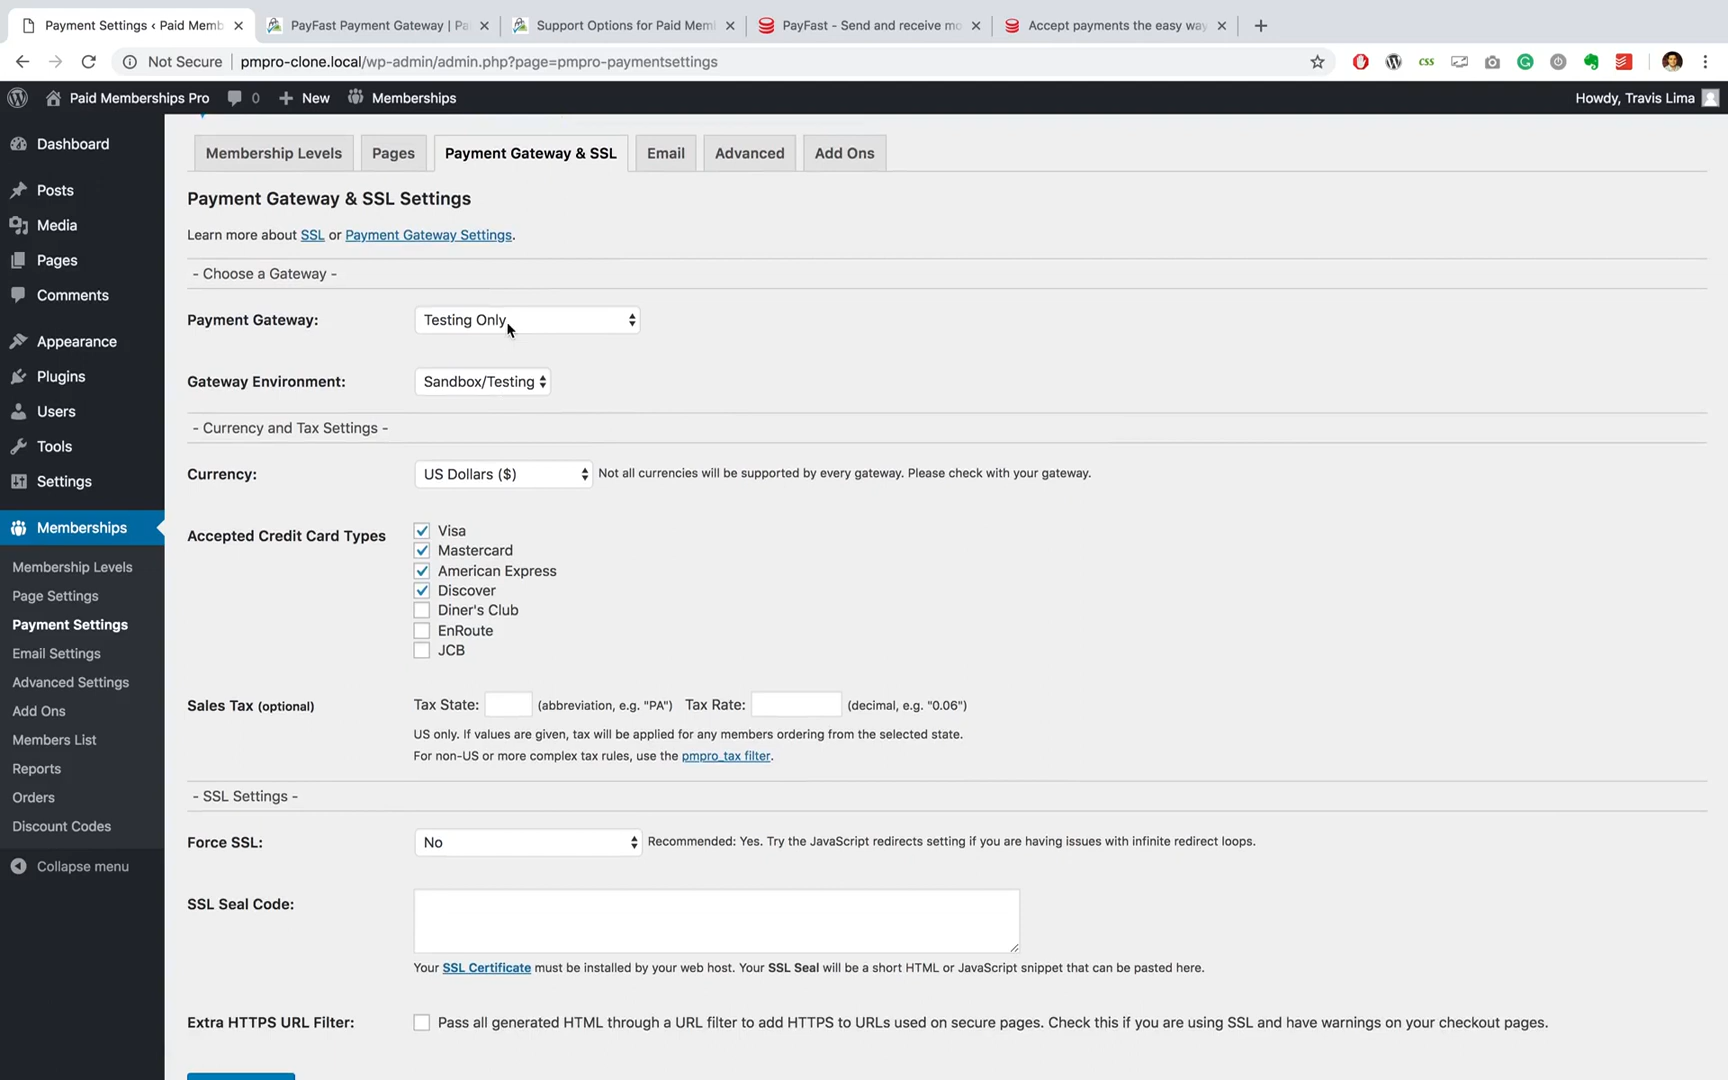 Payment Settings ‹ Paid Memb
PayFast Payment Gateway | Pa
Support Options for Paid Mem
PayFast - Send and receive mo
Accept payments the easy way
Not Secure
pmpro-clone.local/wp-admin/admin.php?page=pmpro-paymentsettings
CSS
Paid Memberships Pro
0
New
Memberships
Howdy, Travis Lima
Dashboard
Posts
Media
Pages
Comments
Appearance
Plugins
Users
Tools
Settings
Memberships
Membership Levels
Page Settings
Payment Settings
Email Settings
Advanced Settings
Add Ons
Members List
Reports
Orders
Discount Codes
Collapse menu
Membership Levels
Pages
Payment Gateway & SSL
Email
Advanced
Add Ons
Payment Gateway & SSL Settings
Learn more about SSL or Payment Gateway Settings.
- Choose a Gateway -
Payment Gateway: Testing Only
Gateway Environment: Sandbox/Testing
- Currency and Tax Settings -
Currency: US Dollars ($) Not all currencies will be supported by every gateway. Please check with your gateway.
Accepted Credit Card Types
Visa
Mastercard
American Express
Discover
Diner's Club
EnRoute
JCB
Sales Tax (optional) Tax State: (abbreviation, e.g. "PA") Tax Rate: (decimal, e.g. "0.06")
US only. If values are given, tax will be applied for any members ordering from the selected state.
For non-US or more complex tax rules, use the pmpro_tax filter.
- SSL Settings -
Force SSL: No Recommended: Yes. Try the JavaScript redirects setting if you are having issues with infinite redirect loops.
SSL Seal Code:
Your SSL Certificate must be installed by your web host. Your SSL Seal will be a short HTML or JavaScript snippet that can be pasted here.
Extra HTTPS URL Filter: Pass all generated HTML through a URL filter to add HTTPS to URLs used on secure pages. Check this if you are using SSL and have warnings on your checkout pages.